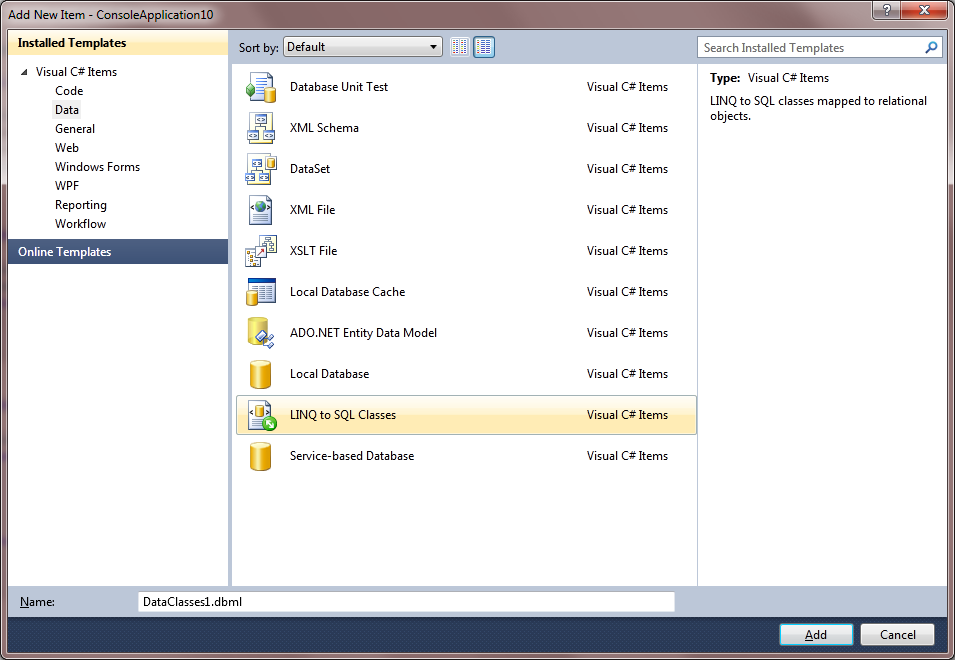 Add New Item - ConsoleApplication10
?
Installed Templates
Visual C# Items
Code
Data
General
Web
Windows Forms
WPF
Reporting
Workflow
Online Templates
Sort by: Default
Database Unit Test Visual C# Items
XML Schema Visual C# Items
DataSet Visual C# Items
XML File Visual C# Items
XSLT File Visual C# Items
Local Database Cache Visual C# Items
ADO.NET Entity Data Model Visual C# Items
Local Database Visual C# Items
LINQ to SQL Classes Visual C# Items
Service-based Database Visual C# Items
Search Installed Templates
Type: Visual C# Items
LINQ to SQL classes mapped to relational
objects.
Name: DataClasses1.dbml
Add Cancel